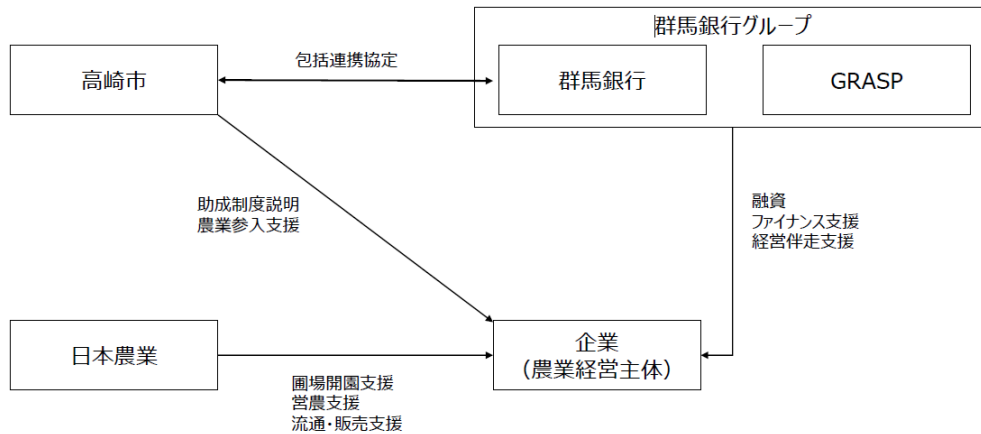 群馬銀行グループ
高崎市
包括連携協定
群馬銀行
GRASP
助成制度説明
農業参入支援
融資
ファイナンス支援
経営伴走支援
日本農業
企業
（農業経営主体）
圃場開園支援
営農支援
流通・販売支援